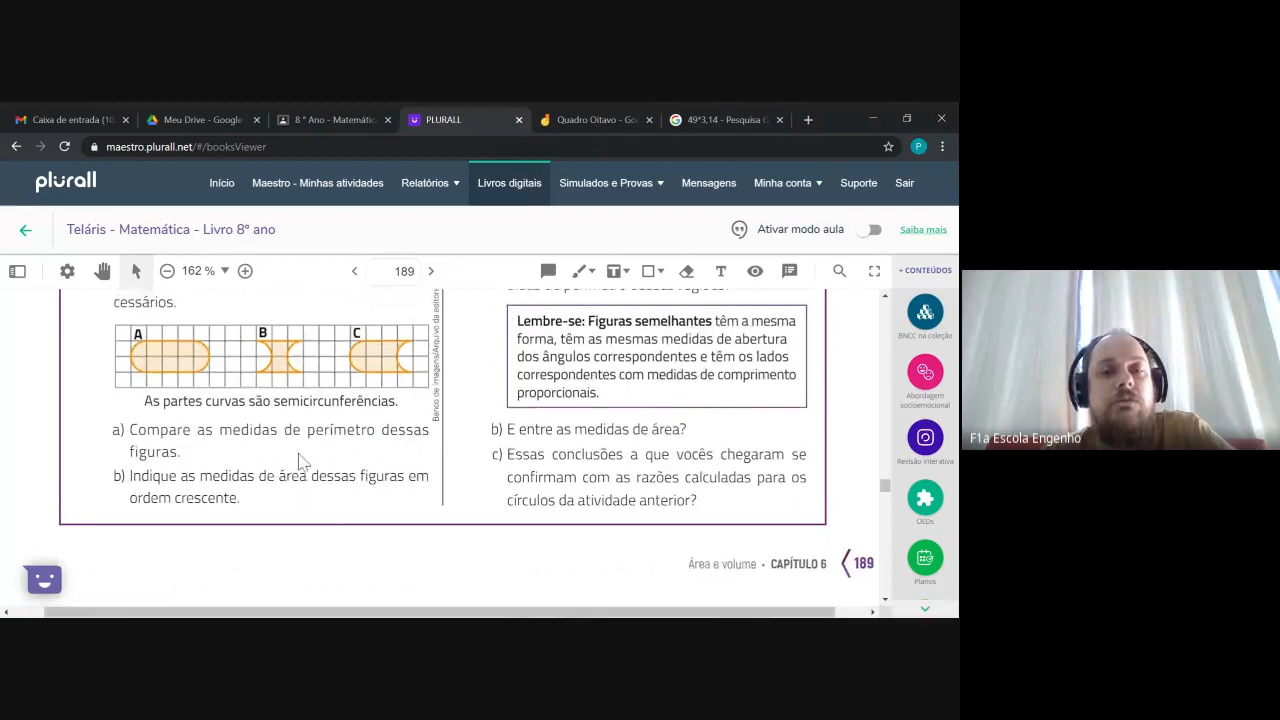 Caixa de entrada (10
Meu Drive - Google
8 º Ano - Matemátic
PLURALL
Quadro Oitavo - Goo
49*3,14 - Pesquisa G
maestro.plurall.net/#/booksViewer
P
plurall
Início
Maestro - Minhas atividades
Relatórios
Livros digitais
Simulados e Provas
Mensagens
Minha conta
Suporte
Sair
Teláris - Matemática - Livro 8º ano
Ativar modo aula
Saiba mais
162 %
189
+ CONTEÚDOS
cessários.
A
B
C
Banco de imagens/Arquivo da editora
As partes curvas são semicircunferências.
a) Compare as medidas de perímetro dessas
figuras.
b) Indique as medidas de área dessas figuras em
ordem crescente.
Lembre-se: Figuras semelhantes têm a mesma
forma, têm as mesmas medidas de abertura
dos ângulos correspondentes e têm os lados
correspondentes com medidas de comprimento
proporcionais.
b) E entre as medidas de área?
c) Essas conclusões a que vocês chegaram se
confirmam com as razões calculadas para os
círculos da atividade anterior?
Área e volume • CAPÍTULO 6
189
BNCC na coleção
Abordagem
socioemocional
Revisão interativa
OEDs
Planos
F1a Escola Engenho